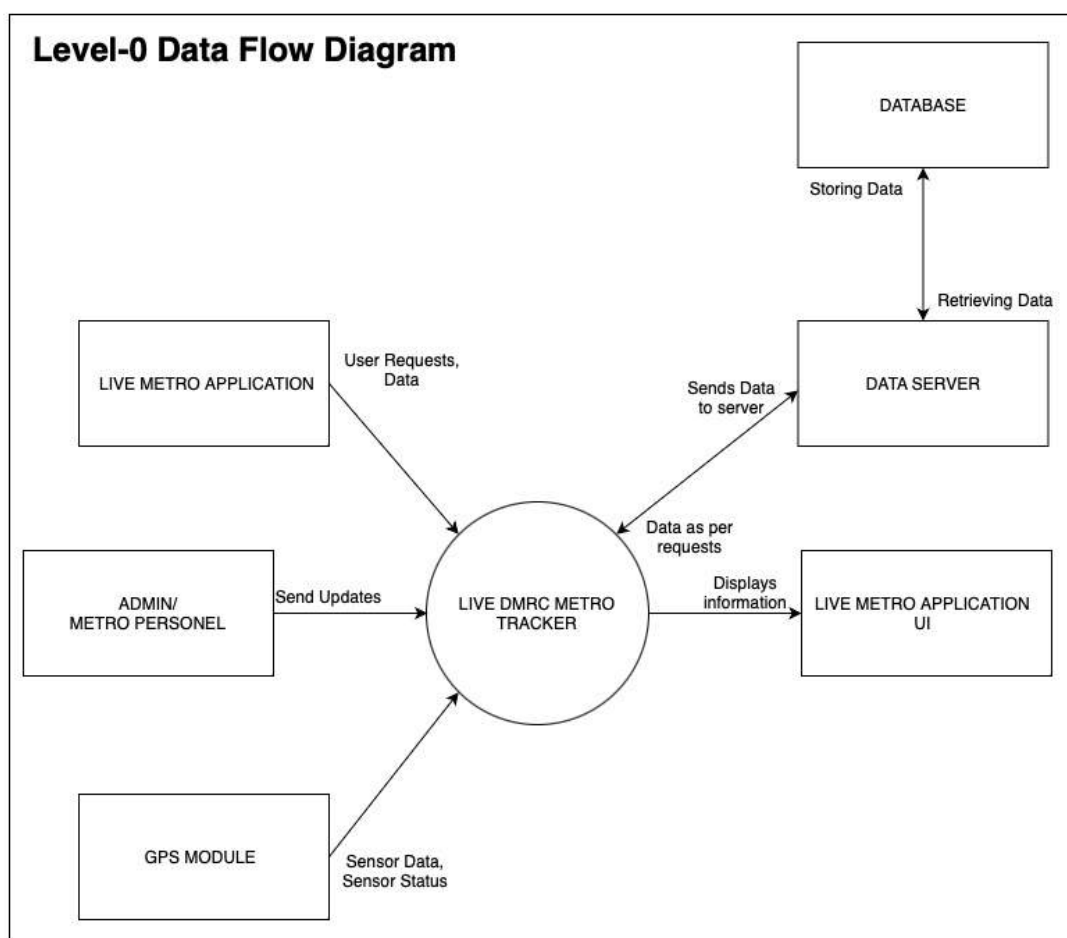 Level-0 Data Flow Diagram
DATABASE
Storing Data
Retrieving Data
LIVE METRO APPLICATION
User Requests,
Data
Sends Data
to server
DATA SERVER
Data as per
requests
ADMIN/
METRO PERSONEL
Send Updates
LIVE DMRC METRO
TRACKER
Displays
information
LIVE METRO APPLICATION
UI
GPS MODULE
Sensor Data,
Sensor Status